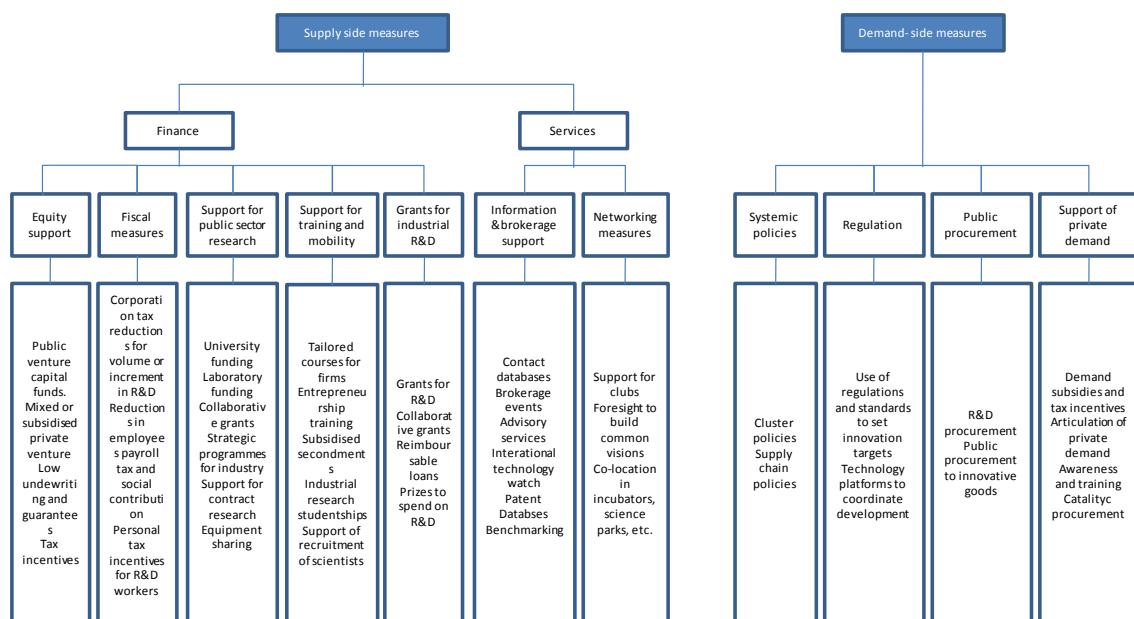 Supply side measures
Demand- side measures
Finance
Services
Equity
support
Fiscal
measures
Support for
public sector
research
Support for
training and
mobility
Grants for
industrial
R&D
Information
&brokerage
support
Networking
measures
Systemic
policies
Regulation
Public
procurement
Support of
private
demand
Public
venture
capital
funds.
Mixed or
subsidised
private
venture
Low
undewriti
ng and
guarantee
s
Tax
incentives
Corporati
on tax
reduction
s for
volume or
increment
in R&D
Reduction
s in
employee
s payroll
tax and
social
contributi
on
Personal
tax
incentives
for R&D
workers
University
funding
Laboratory
funding
Collaborativ
e grants
Strategic
programmes
for industry
Support for
contract
research
Equipment
sharing
Tailored
courses for
firms
Entrepreneu
rship
training
Subsidised
secondment
s
Industrial
research
studentships
Support of
recruitment
of scientists
Grants for
R&D
Collaborat
ive grants
Reimbour
sable
loans
Prizes to
spend on
R&D
Contact
databases
Brokerage
events
Advisory
services
Interational
technology
watch
Patent
Databses
Benchmarking
Support for
clubs
Foresight to
build
common
visions
Co-location
in
incubators,
science
parks, etc.
Cluster
policies
Supply
chain
policies
Use of
regulations
and standards
to set
innovation
targets
Technology
platforms to
coordinate
development
R&D
procurement
Public
procurement
to innovative
goods
Demand
subsidies and
tax incentives
Articulation of
private
demand
Awareness
and training
Catalityc
procurement